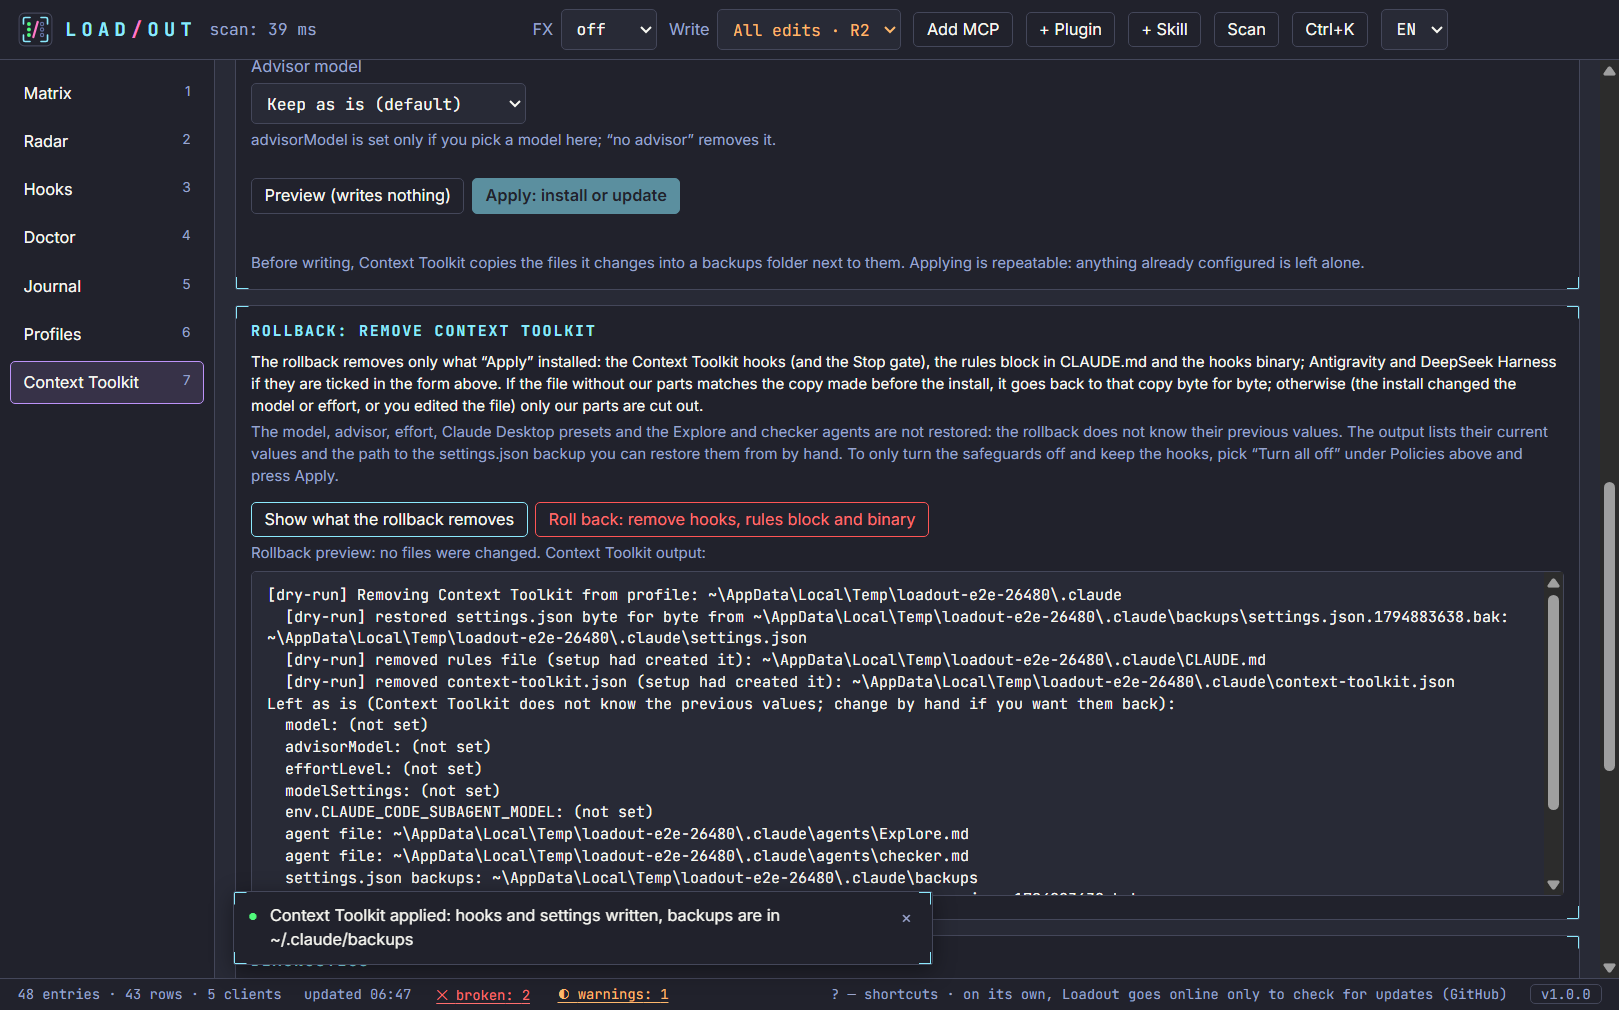 LOAD/OUT scan: 39 ms FX off Write All edits · R2 Add MCP + Plugin + Skill Scan Ctrl+K EN
Matrix 1
Radar 2
Hooks 3
Doctor 4
Journal 5
Profiles 6
Context Toolkit 7
Advisor model
Keep as is (default)
advisorModel is set only if you pick a model here; “no advisor” removes it.
Preview (writes nothing) Apply: install or update
Before writing, Context Toolkit copies the files it changes into a backups folder next to them. Applying is repeatable: anything already configured is left alone.
ROLLBACK: REMOVE CONTEXT TOOLKIT
The rollback removes only what “Apply” installed: the Context Toolkit hooks (and the Stop gate), the rules block in CLAUDE.md and the hooks binary; Antigravity and DeepSeek Harness
if they are ticked in the form above. If the file without our parts matches the copy made before the install, it goes back to that copy byte for byte; otherwise (the install changed the
model or effort, or you edited the file) only our parts are cut out.
The model, advisor, effort, Claude Desktop presets and the Explore and checker agents are not restored: the rollback does not know their previous values. The output lists their current
values and the path to the settings.json backup you can restore them from by hand. To only turn the safeguards off and keep the hooks, pick “Turn all off” under Policies above and
press Apply.
Show what the rollback removes Roll back: remove hooks, rules block and binary
Rollback preview: no files were changed. Context Toolkit output:
[dry-run] Removing Context Toolkit from profile: ~\AppData\Local\Temp\loadout-e2e-26480\.claude
[dry-run] restored settings.json byte for byte from ~\AppData\Local\Temp\loadout-e2e-26480\.claude\backups\settings.json.1794883638.bak:
~\AppData\Local\Temp\loadout-e2e-26480\.claude\settings.json
[dry-run] removed rules file (setup had created it): ~\AppData\Local\Temp\loadout-e2e-26480\.claude\CLAUDE.md
[dry-run] removed context-toolkit.json (setup had created it): ~\AppData\Local\Temp\loadout-e2e-26480\.claude\context-toolkit.json
Left as is (Context Toolkit does not know the previous values; change by hand if you want them back):
model: (not set)
advisorModel: (not set)
effortLevel: (not set)
modelSettings: (not set)
env.CLAUDE_CODE_SUBAGENT_MODEL: (not set)
agent file: ~\AppData\Local\Temp\loadout-e2e-26480\.claude\agents\Explore.md
agent file: ~\AppData\Local\Temp\loadout-e2e-26480\.claude\agents\checker.md
settings.json backups: ~\AppData\Local\Temp\loadout-e2e-26480\.claude\backups
Context Toolkit applied: hooks and settings written, backups are in
~/.claude/backups
×
48 entries · 43 rows · 5 clients updated 06:47 broken: 2 warnings: 1 ? — shortcuts · on its own, Loadout goes online only to check for updates (GitHub) v1.0.0